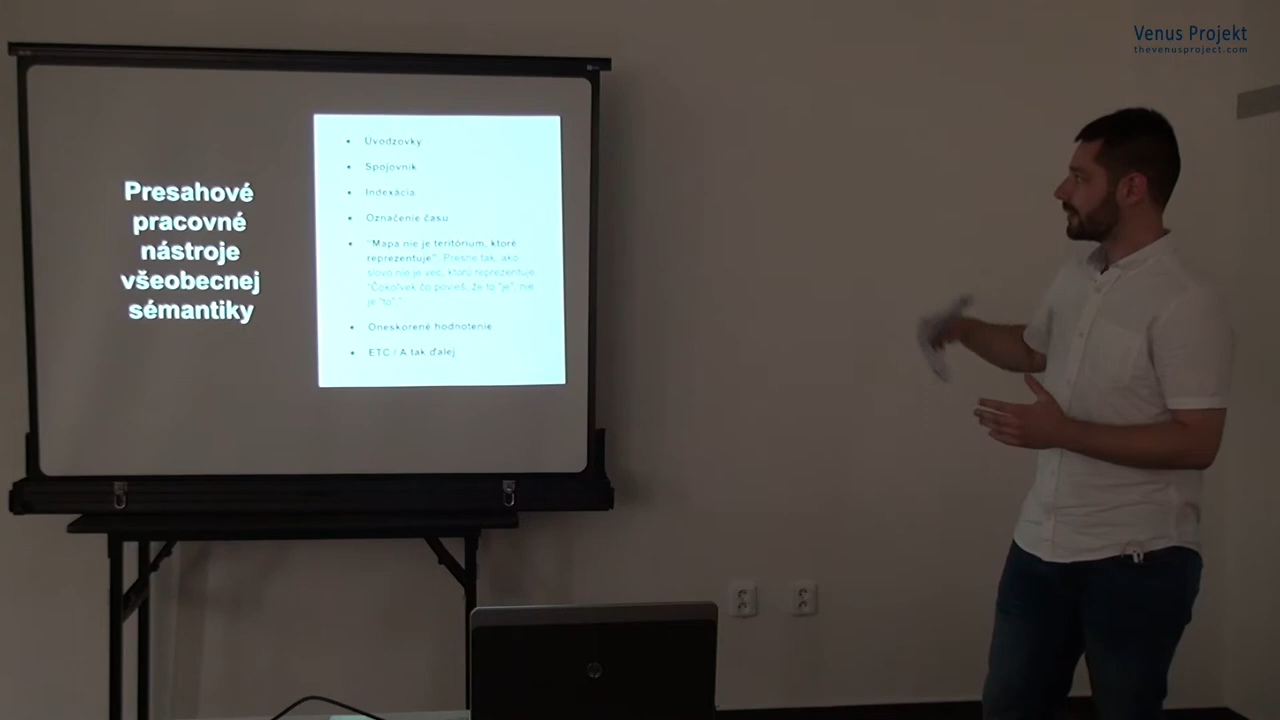 Venus Projekt
thevenusproject.com
Presahové
pracovné
nástroje
všeobecnej
sémantiky
• Úvodzovky
• Spojovník
• Indexácia
• Označenie času
• "Mapa nie je teritórium, ktoré
reprezentuje". Presne tak, ako
slovo nie je vec, ktorú reprezentuje.
"Čokoľvek čo povieš, že to "je", nie
je "to"."
• Oneskorené hodnotenie
• ETC / A tak ďalej
hp